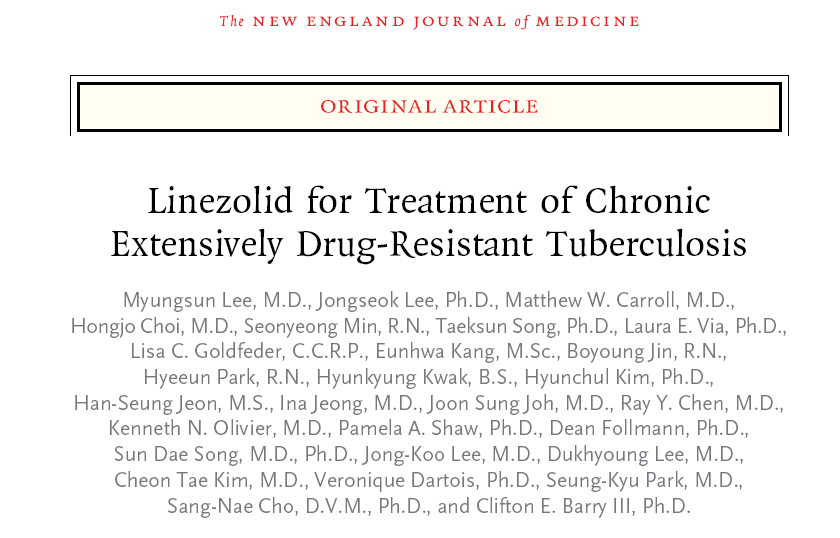 The NEW ENGLAND JOURNAL of MEDICINE
ORIGINAL ARTICLE
Linezolid for Treatment of Chronic
Extensively Drug-Resistant Tuberculosis
Myungsun Lee, M.D., Jongseok Lee, Ph.D., Matthew W. Carroll, M.D.,
Hongjo Choi, M.D., Seonyeong Min, R.N., Taeksun Song, Ph.D., Laura E. Via, Ph.D.,
Lisa C. Goldfeder, C.C.R.P., Eunhwa Kang, M.Sc., Boyoung Jin, R.N.,
Hyeeun Park, R.N., Hyunkyung Kwak, B.S., Hyunchul Kim, Ph.D.,
Han-Seung Jeon, M.S., Ina Jeong, M.D., Joon Sung Joh, M.D., Ray Y. Chen, M.D.,
Kenneth N. Olivier, M.D., Pamela A. Shaw, Ph.D., Dean Follmann, Ph.D.,
Sun Dae Song, M.D., Ph.D., Jong-Koo Lee, M.D., Dukhyoung Lee, M.D.,
Cheon Tae Kim, M.D., Veronique Dartois, Ph.D., Seung-Kyu Park, M.D.,
Sang-Nae Cho, D.V.M., Ph.D., and Clifton E. Barry III, Ph.D.